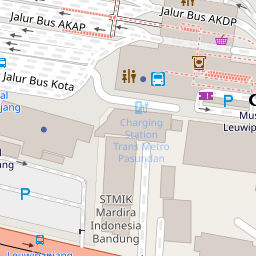 Jalur Bus AKAP
Jalur Bus AKDP
Jalur Bus Kota
P
Mus
Leuwip
Charging
Station
Trans Metro
Pasundan
P
STMIK
Mardira
Indonesia
Bandung
Leuwipanjang